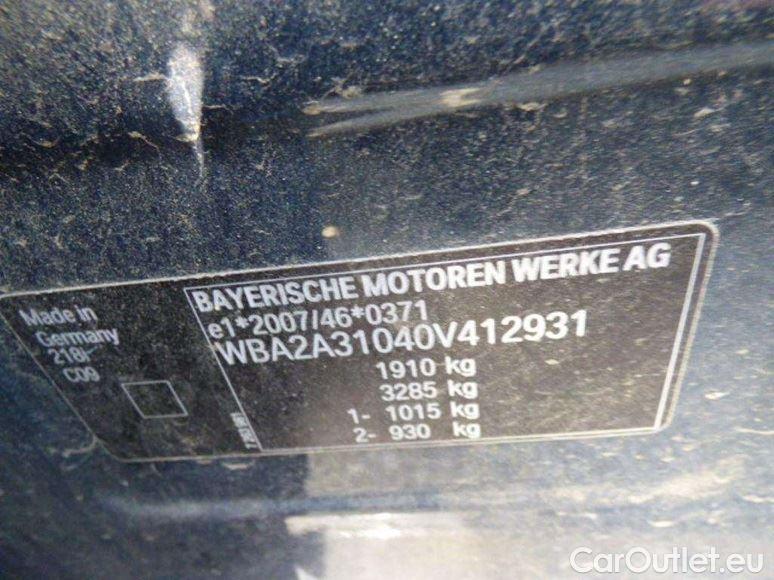 Made in
Germany
218i
C09
BAYERISCHE MOTOREN WERKE AG
e1*2007/46*0371
WBA2A31040V412931
1910 kg
3285 kg
1- 1015 kg
2- 930 kg
CarOutlet.eu